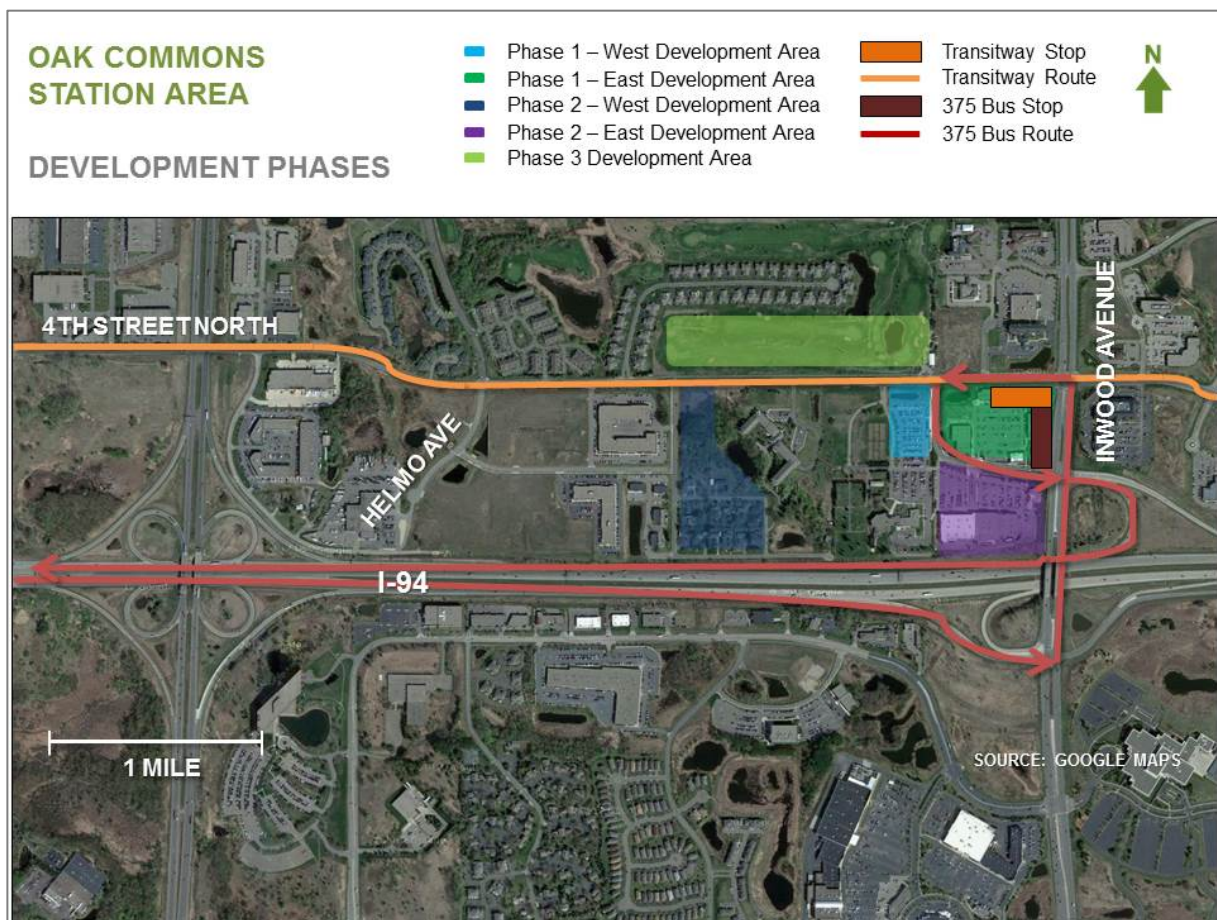 OAK COMMONS
STATION AREA
DEVELOPMENT PHASES
Phase 1 – West Development Area
Phase 1 – East Development Area
Phase 2 – West Development Area
Phase 2 – East Development Area
Phase 3 Development Area
Transitway Stop
Transitway Route
375 Bus Stop
375 Bus Route
N
4TH STREET NORTH
INWOOD AVENUE
HELMO AVE
I-94
1 MILE
SOURCE: GOOGLE MAPS